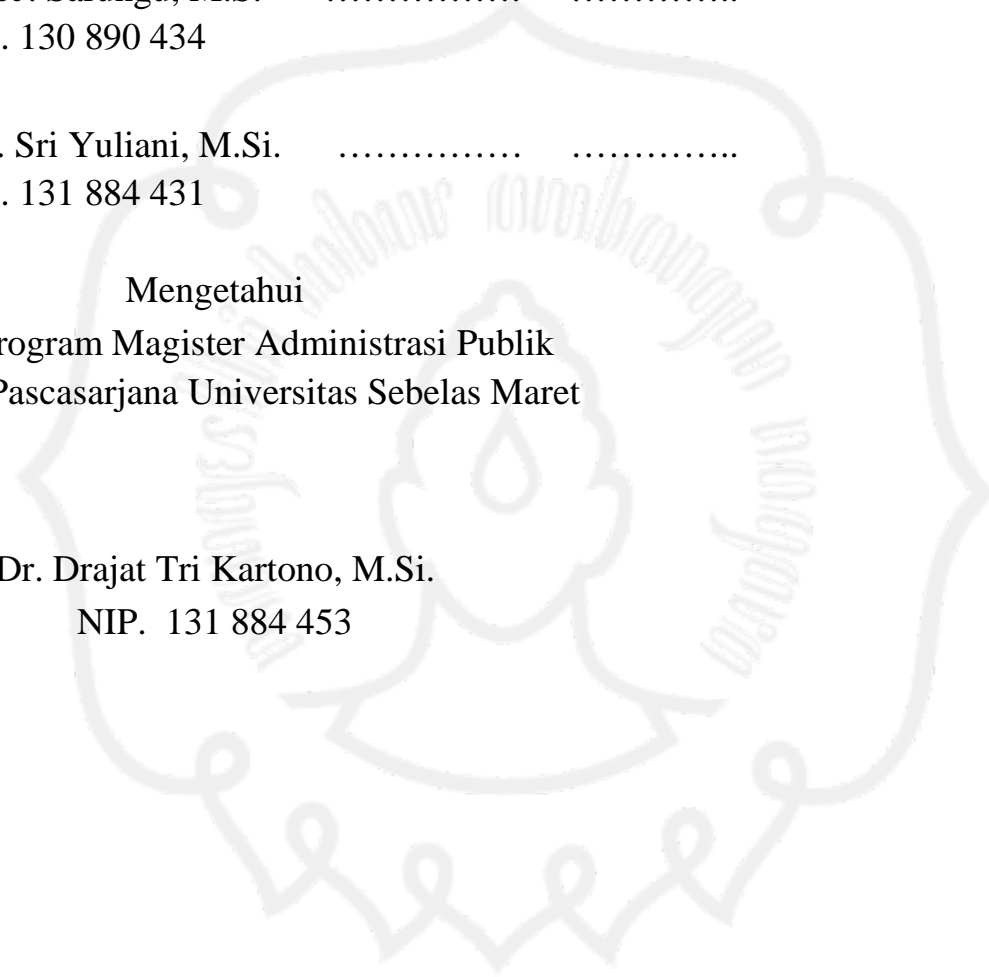 M.S. ……………. …………..
. 130 890 434
. Sri Yuliani, M.Si. …………… …………..
. 131 884 431
Mengetahui
rogram Magister Administrasi Publik
Pascasarjana Universitas Sebelas Maret
Dr. Drajat Tri Kartono, M.Si.
NIP. 131 884 453